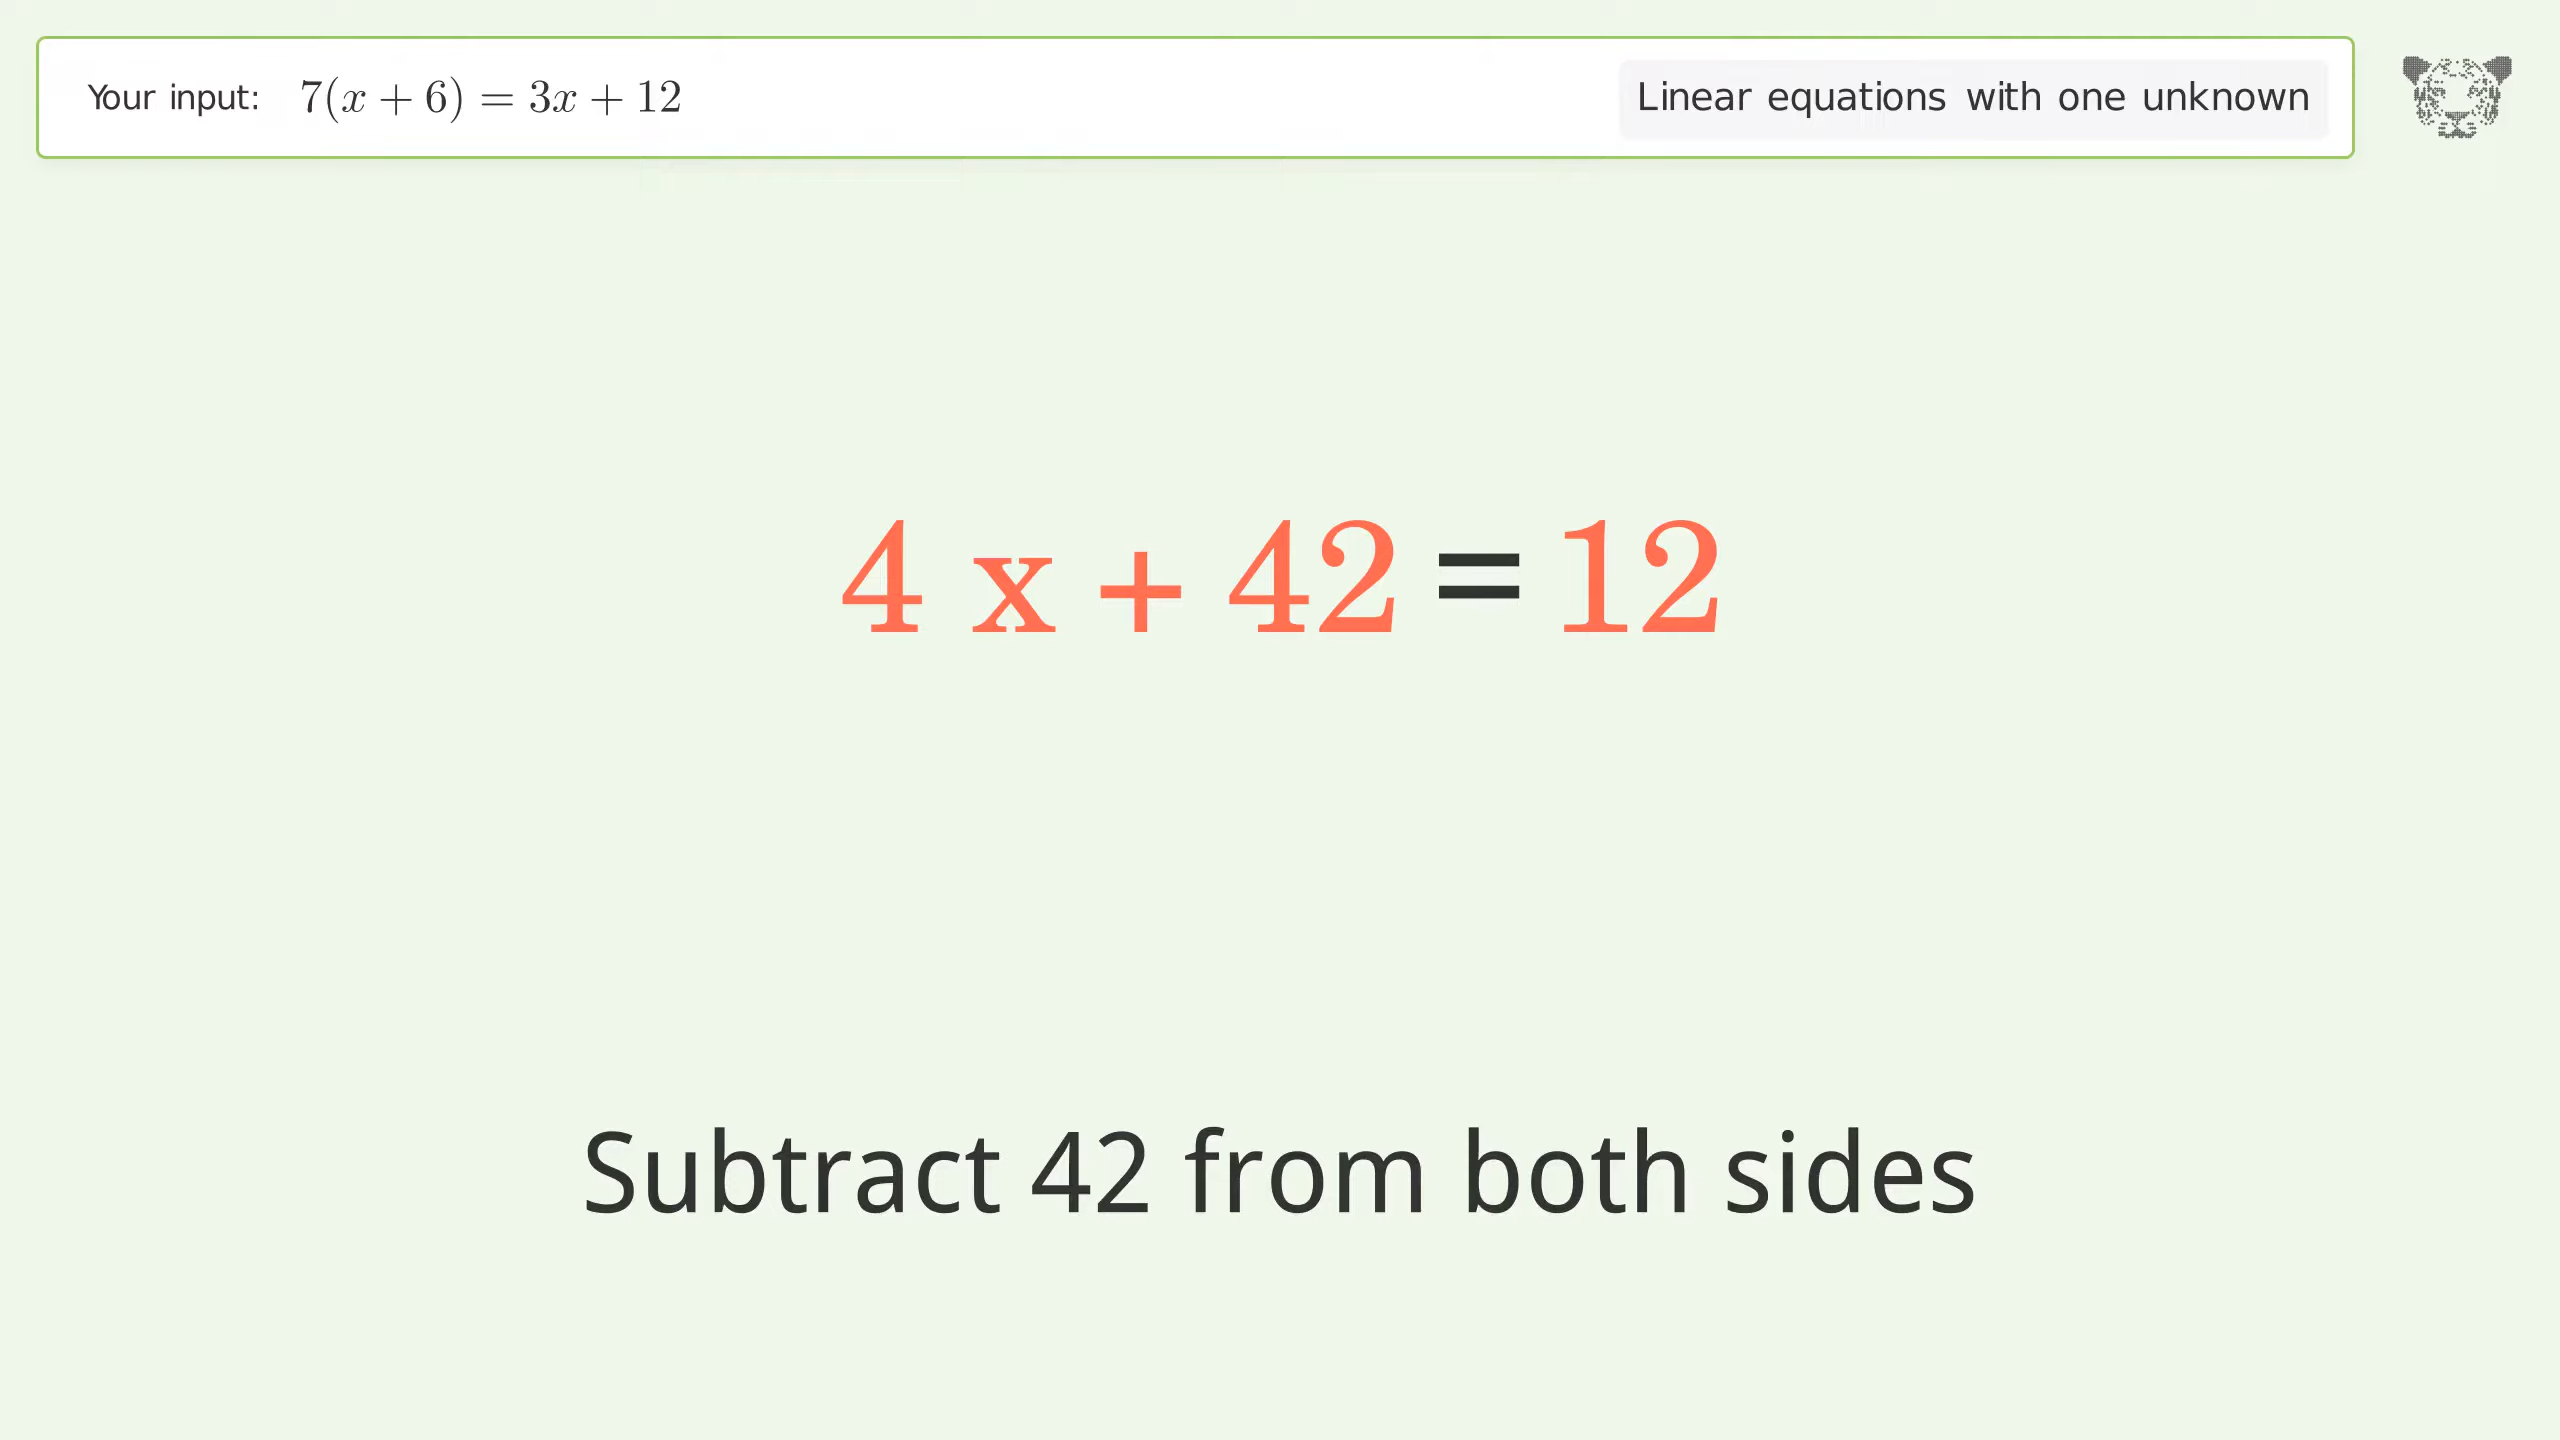 Your input: 7(x + 6) = 3x + 12 Linear equations with one unknown
4 x + 42 = 12
Subtract 42 from both sides